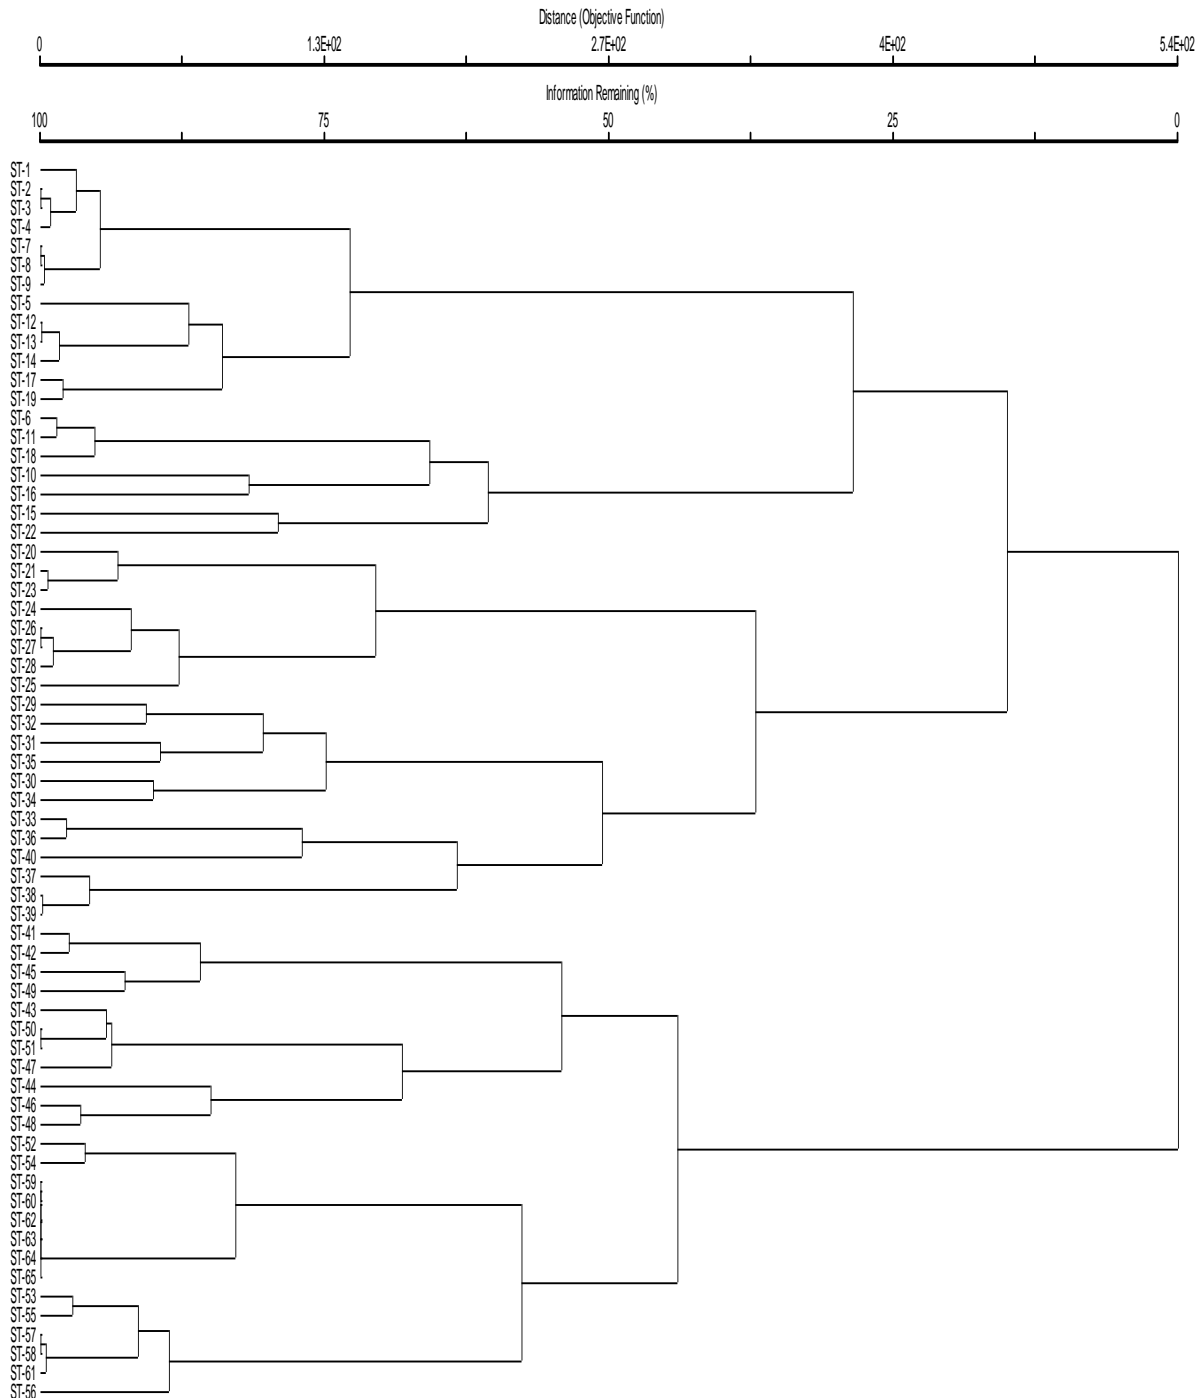 Distance (Objective Function)
0 1.3E+02 2.7E+02 4E+02 5.4E+02
Information Remaining (%)
100 75 50 25 0
ST-1
ST-2
ST-3
ST-4
ST-7
ST-8
ST-9
ST-5
ST-12
ST-13
ST-14
ST-17
ST-19
ST-6
ST-11
ST-18
ST-10
ST-16
ST-15
ST-22
ST-20
ST-21
ST-23
ST-24
ST-26
ST-27
ST-28
ST-25
ST-29
ST-32
ST-31
ST-35
ST-30
ST-34
ST-33
ST-36
ST-40
ST-37
ST-38
ST-39
ST-41
ST-42
ST-45
ST-49
ST-43
ST-50
ST-51
ST-47
ST-44
ST-46
ST-48
ST-52
ST-54
ST-59
ST-60
ST-62
ST-63
ST-64
ST-65
ST-53
ST-55
ST-57
ST-58
ST-61
ST-56